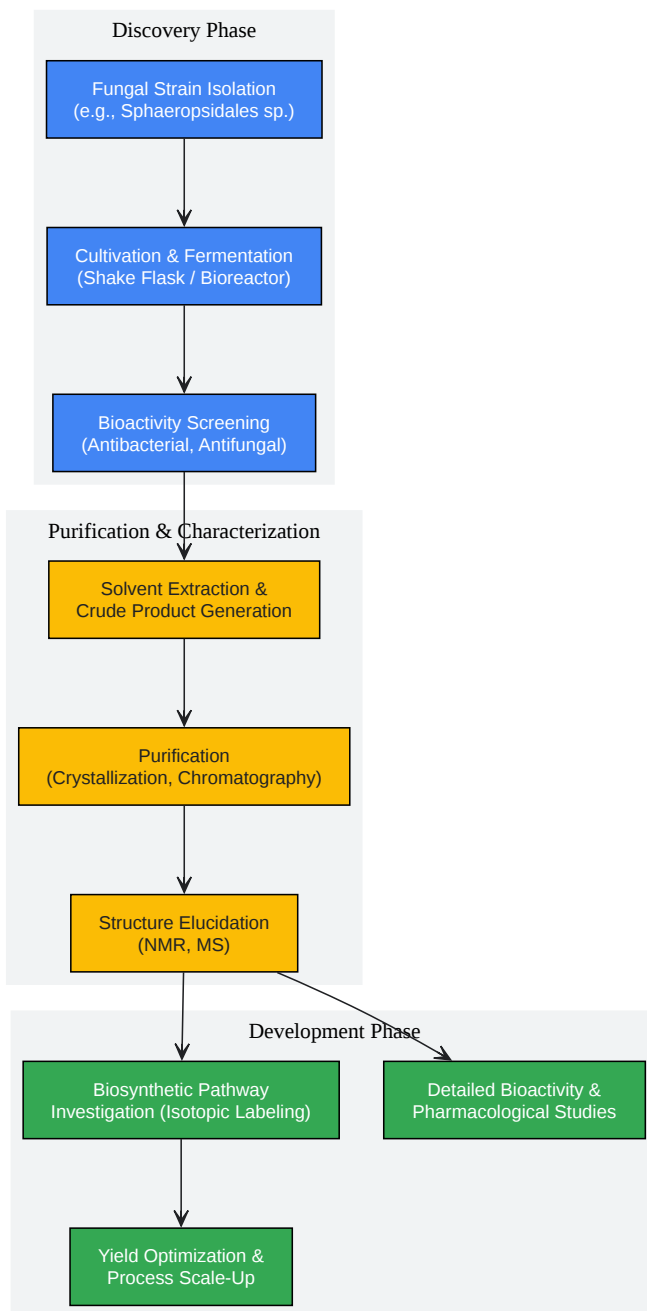 Discovery Phase
Fungal Strain Isolation
(e.g., Sphaeropsidales sp.)
Cultivation & Fermentation
(Shake Flask / Bioreactor)
Bioactivity Screening
(Antibacterial, Antifungal)
Purification & Characterization
Solvent Extraction &
Crude Product Generation
Purification
(Crystallization, Chromatography)
Structure Elucidation
(NMR, MS)
Development Phase
Biosynthetic Pathway
Investigation (Isotopic Labeling)
Detailed Bioactivity &
Pharmacological Studies
Yield Optimization &
Process Scale-Up